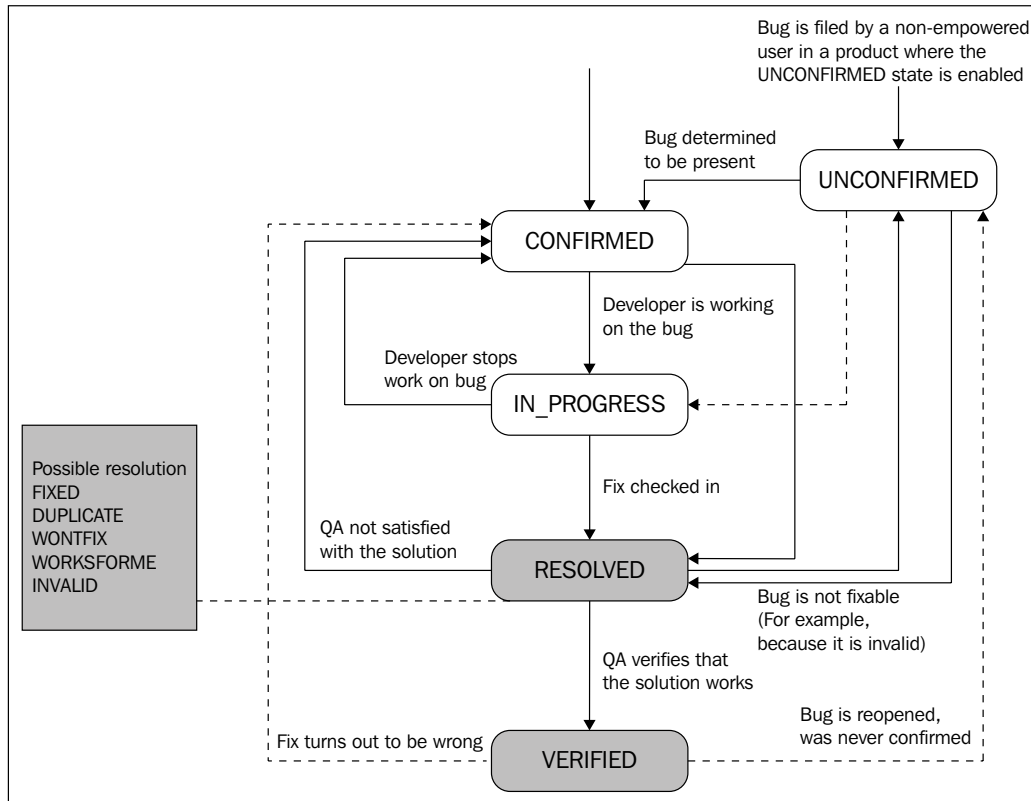 Bug is filed by a non-empowered
user in a product where the
UNCONFIRMED state is enabled
Bug determined
to be present
UNCONFIRMED
CONFIRMED
Developer is working
on the bug
Developer stops
work on bug
IN_PROGRESS
Possible resolution
FIXED
DUPLICATE
WONTFIX
WORKSFORME
INVALID
Fix checked in
QA not satisfied
with the solution
RESOLVED
Bug is not fixable
(For example,
because it is invalid)
QA verifies that
the solution works
Bug is reopened,
was never confirmed
Fix turns out to be wrong
VERIFIED